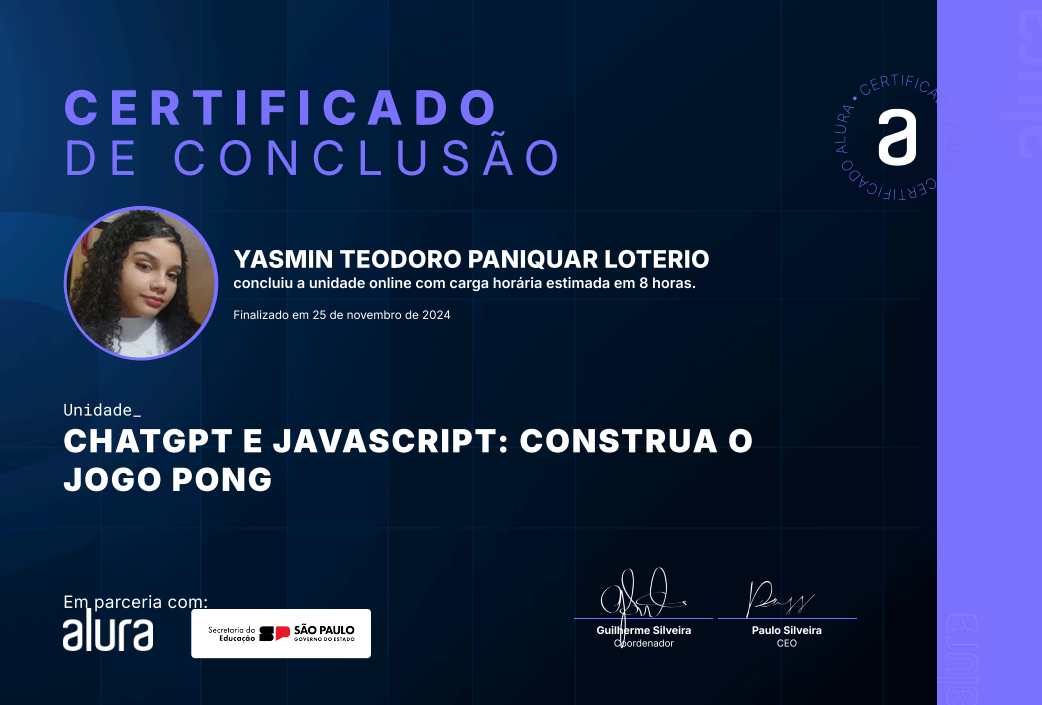 CERTIFICADO
DE CONCLUSÃO
CERTIFICADO ALURA • CERTIFICA
a
alura
YASMIN TEODORO PANIQUAR LOTERIO
concluiu a unidade online com carga horária estimada em 8 horas.
Finalizado em 25 de novembro de 2024
Unidade_
CHATGPT E JAVASCRIPT: CONSTRUA O
JOGO PONG
Em parceria com:
alura
Secretaria da
Educação
SP
SÃO PAULO
GOVERNO DO ESTADO
Guilherme Silveira
Coordenador
Paulo Silveira
CEO
alura